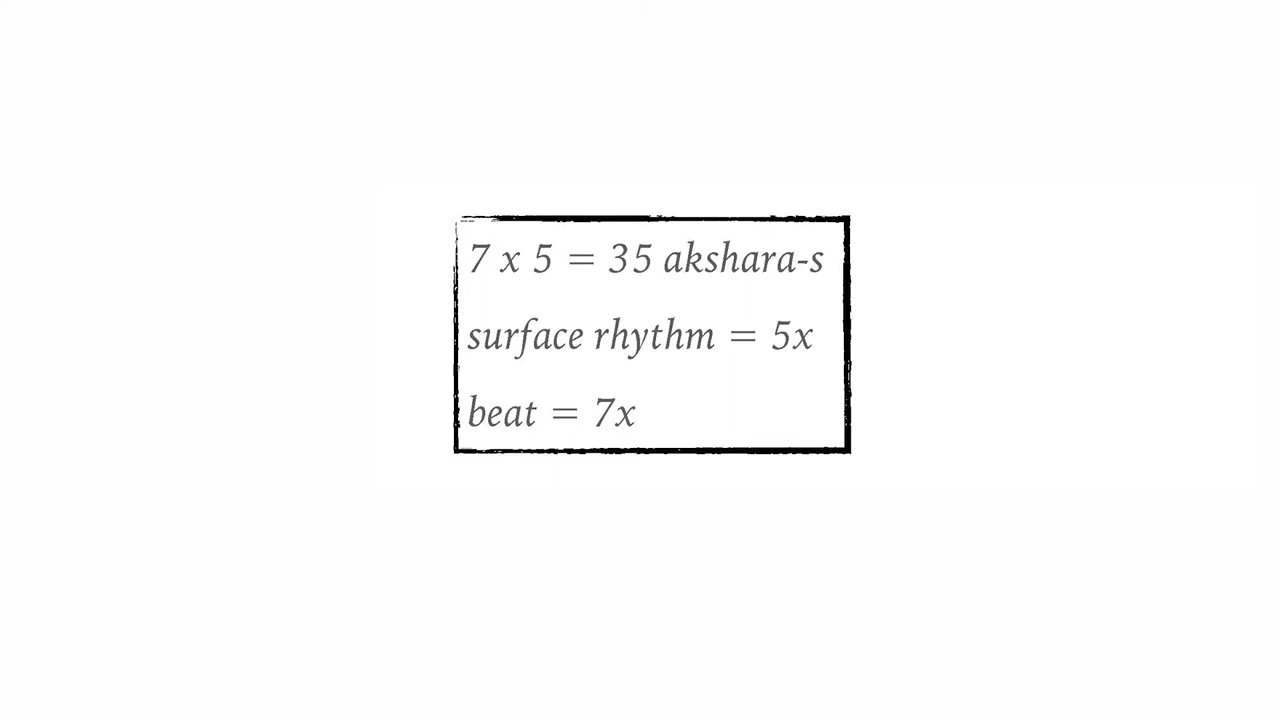 7 x 5 = 35 akshara-s
surface rhythm = 5x
beat = 7x